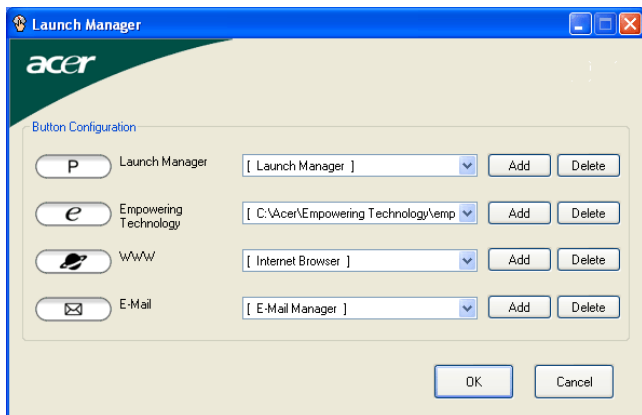 Launch Manager
acer
Button Configuration
P Launch Manager [ Launch Manager ] Add Delete
e Empowering Technology [ C:\Acer\Empowering Technology\emp Add Delete
WWW [ Internet Browser ] Add Delete
E-Mail [ E-Mail Manager ] Add Delete
OK Cancel